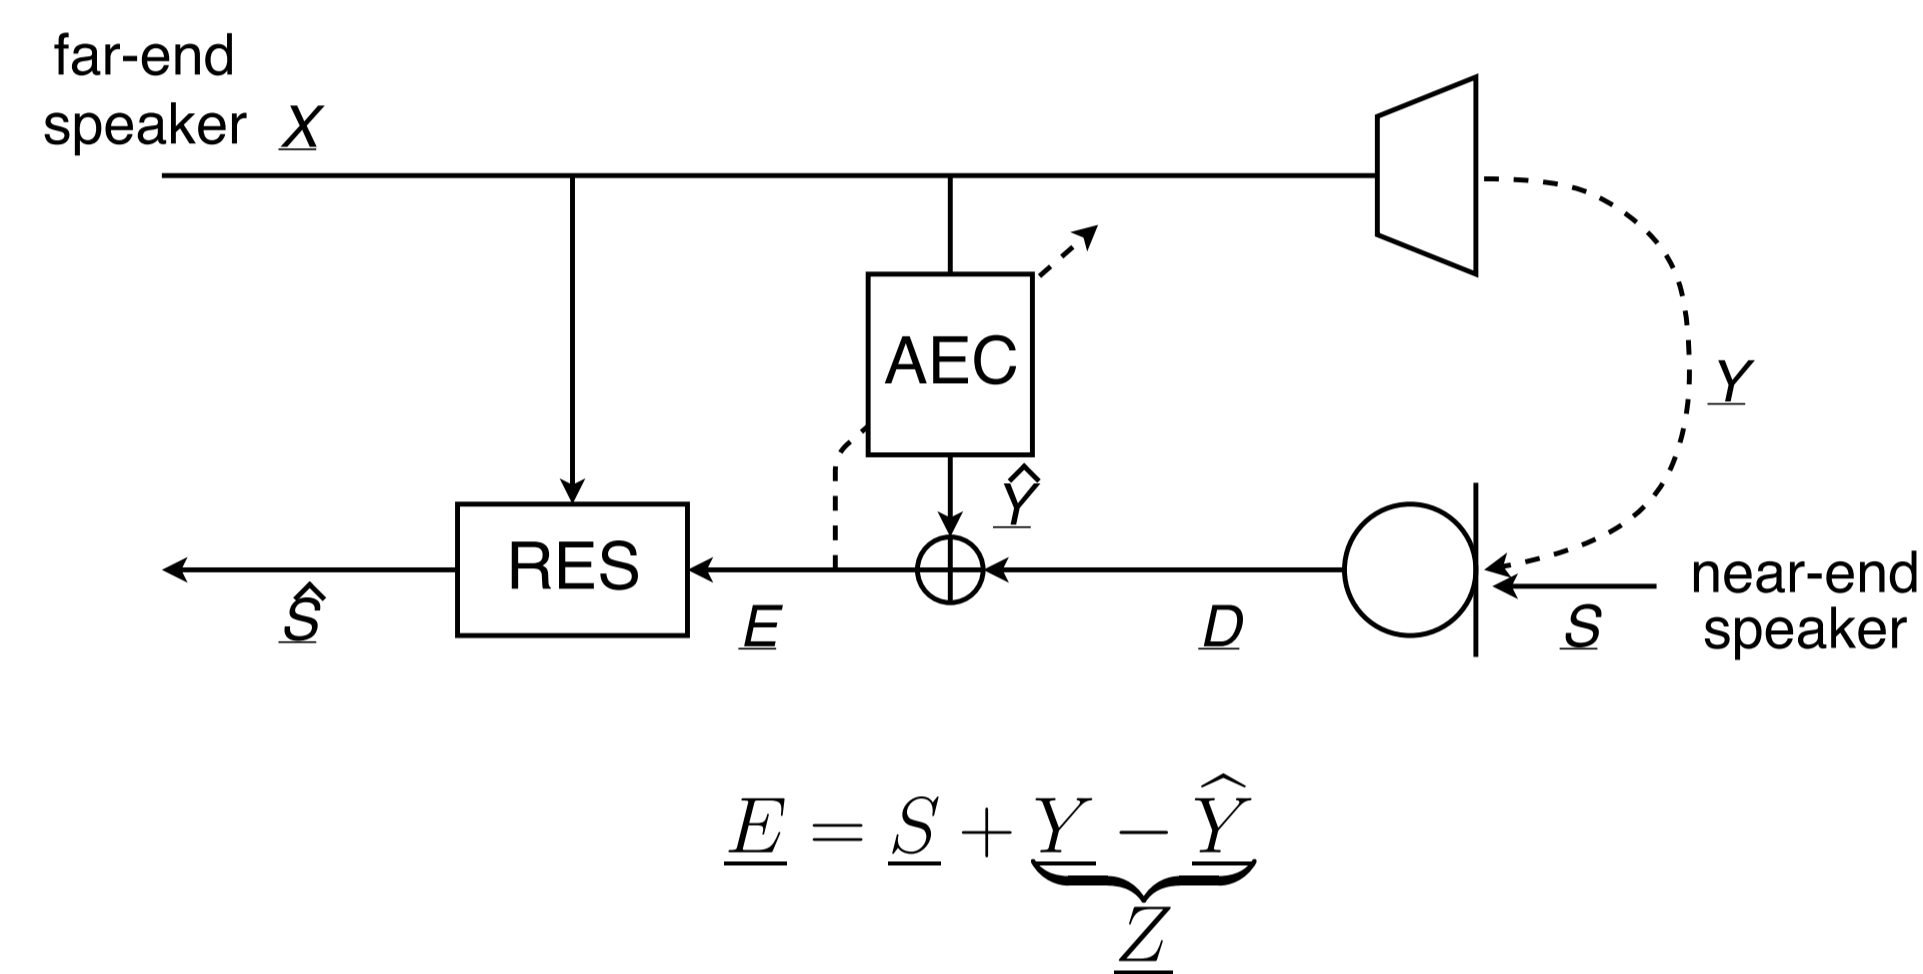 far-end
speaker X
AEC
Y
Ŷ
RES
near-end
speaker
Ŝ
E
D
S
E = S + Y − Ŷ
Z